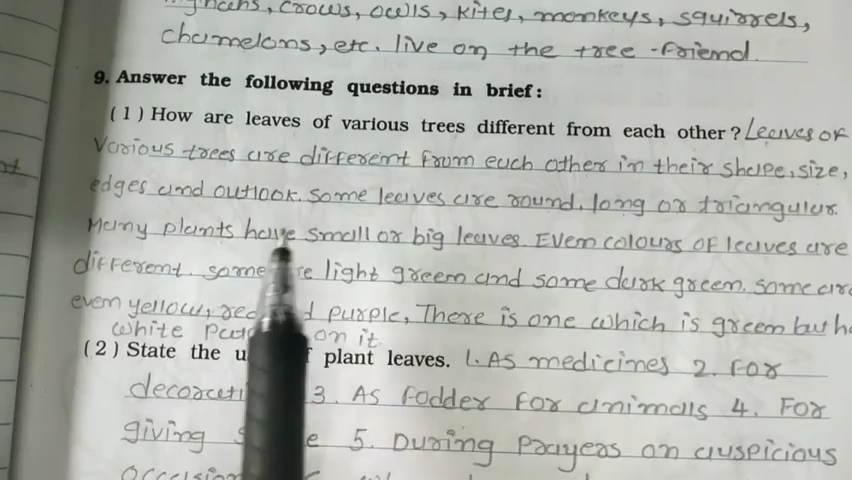 crows, owls, kites, monkeys, squirrels,
chamelons, etc. live on the tree-friend.
9. Answer the following questions in brief:
(1) How are leaves of various trees different from each other? Leaves of
Various trees are different from each other in their shape, size,
edges and outlook. Some leaves are round, long or triangular.
Many plants have small or big leaves. Even colours of leaves are
different. some light green and some dark green. some are
even yellow, purple, There is one which is green but
white on it
(2) State the plant leaves. 1. As medicines 2. For
3. As fodder for animals 4. For
giving 5. During Prayers on auspicious